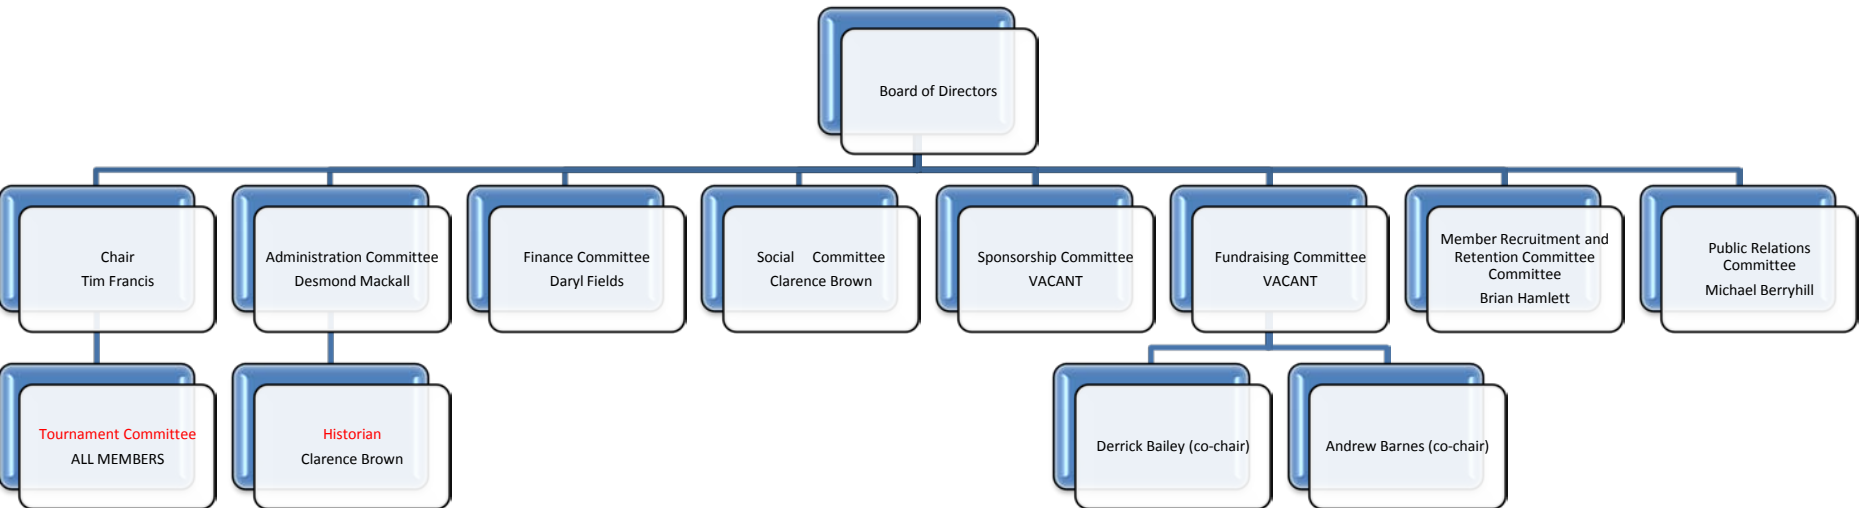 Board of Directors
Chair
Tim Francis
Administration Committee
Desmond Mackall
Finance Committee
Daryl Fields
Social Committee
Clarence Brown
Sponsorship Committee
VACANT
Fundraising Committee
VACANT
Member Recruitment and
Retention Committee
Committee
Brian Hamlett
Public Relations
Committee
Michael Berryhill
Tournament Committee
ALL MEMBERS
Historian
Clarence Brown
Derrick Bailey (co-chair)
Andrew Barnes (co-chair)